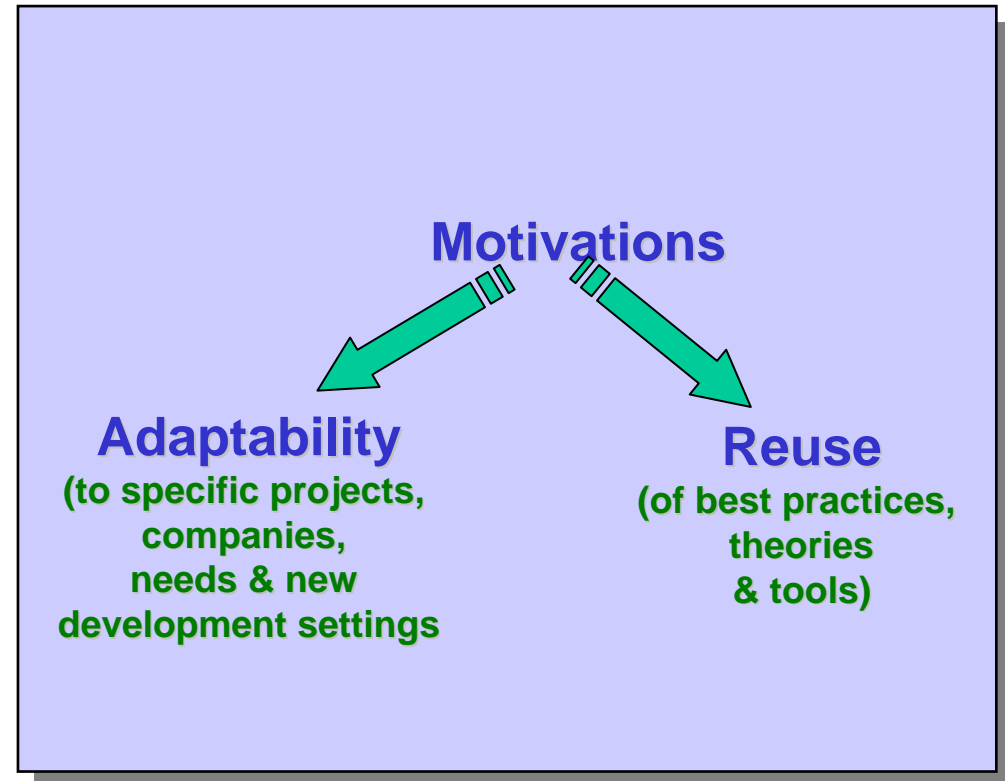 Motivations
Adaptability
(to specific projects,
companies,
needs & new
development settings
Reuse
(of best practices,
theories
& tools)